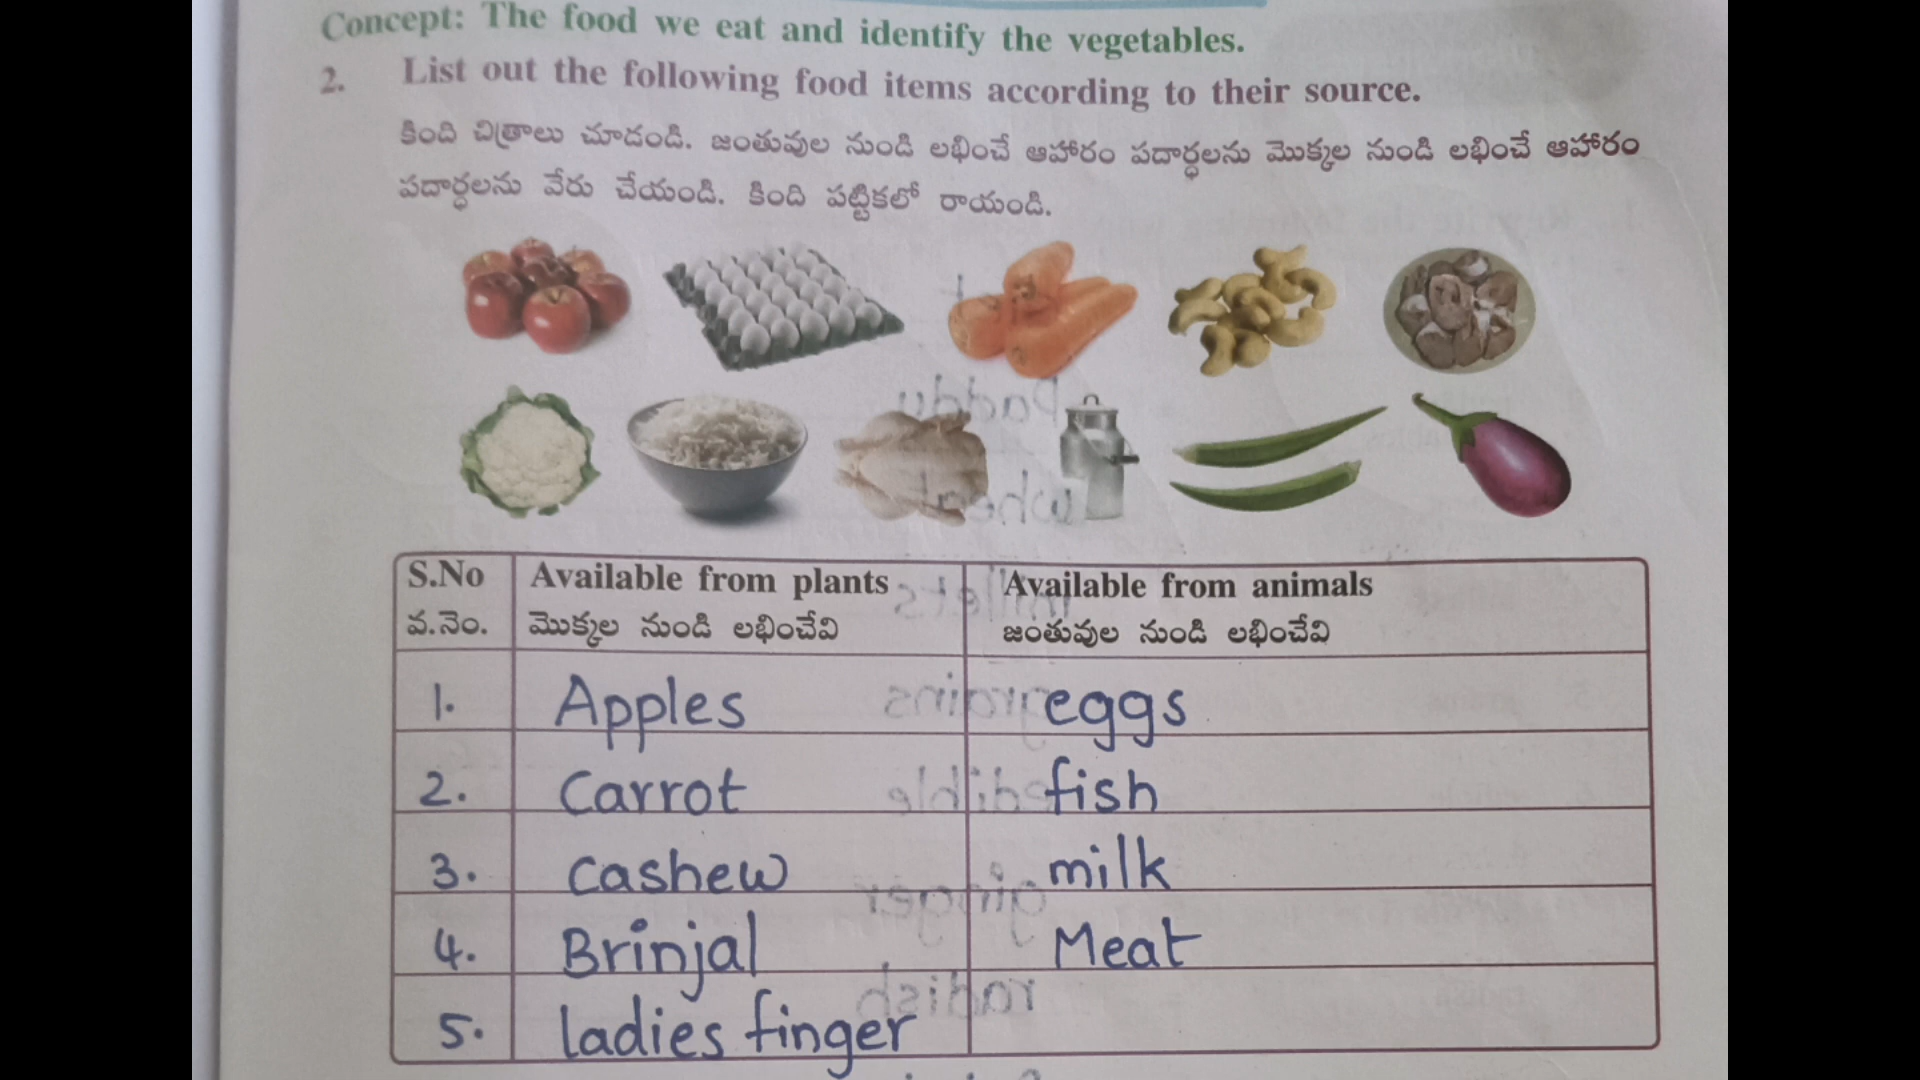 Concept: The food we eat and identify the vegetables.
2. List out the following food items according to their source.
కింది చిత్రాలు చూడండి. జంతువుల నుండి లభించే ఆహారం పదార్థలను మొక్కల నుండి లభించే ఆహారం
పదార్థలను వేరు చేయండి. కింది పట్టికలో రాయండి.
S.No Available from plants Available from animals
వ.నెం. మొక్కల నుండి లభించేవి జంతువుల నుండి లభించేవి
1. Apples eggs
2. Carrot fish
3. Cashew milk
4. Brinjal Meat
5. ladies finger